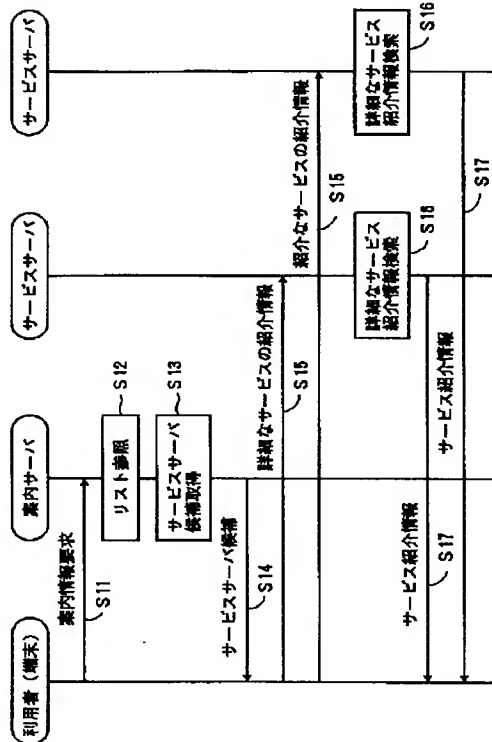 利用者（端末）
案内サーバ
サービスサーバ
サービスサーバ
案内情報要求
S11
リスト参照
S12
サービスサーバ
候補取得
S13
サービスサーバ候補
S14
詳細なサービスの紹介情報
S15
紹介なサービスの紹介情報
S15
詳細なサービス
紹介情報検索
S16
詳細なサービス
紹介情報検索
S16
サービス紹介情報
S17
サービス紹介情報
S17